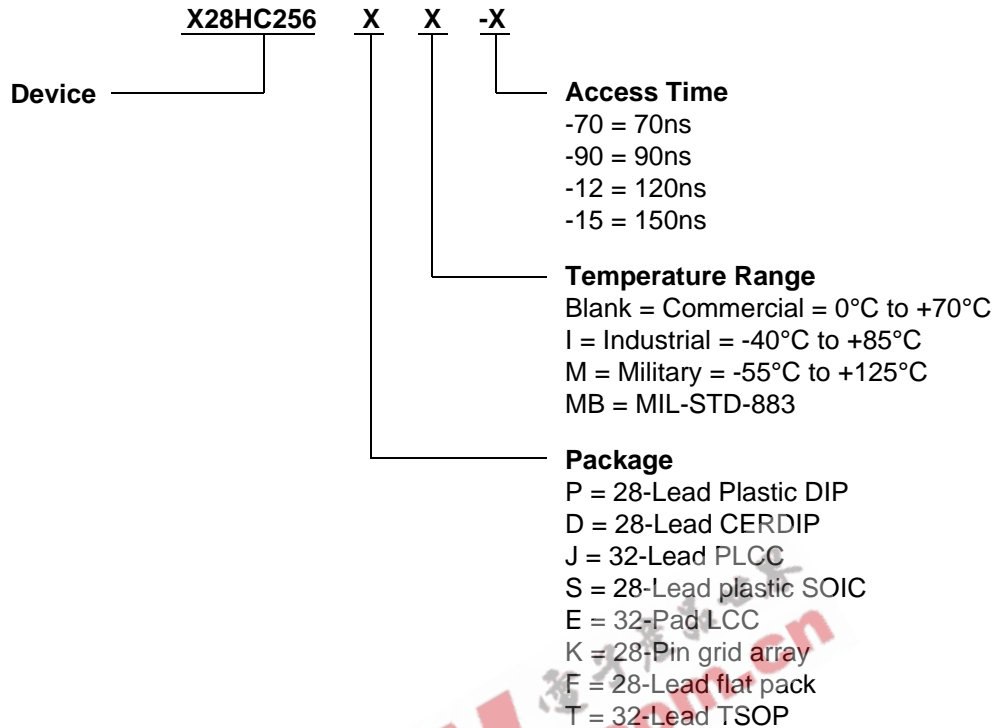 X28HC256 X X -X
Device
Access Time
-70 = 70ns
-90 = 90ns
-12 = 120ns
-15 = 150ns
Temperature Range
Blank = Commercial = 0°C to +70°C
I = Industrial = -40°C to +85°C
M = Military = -55°C to +125°C
MB = MIL-STD-883
Package
P = 28-Lead Plastic DIP
D = 28-Lead CERDIP
J = 32-Lead PLCC
S = 28-Lead plastic SOIC
E = 32-Pad LCC
K = 28-Pin grid array
F = 28-Lead flat pack
T = 32-Lead TSOP